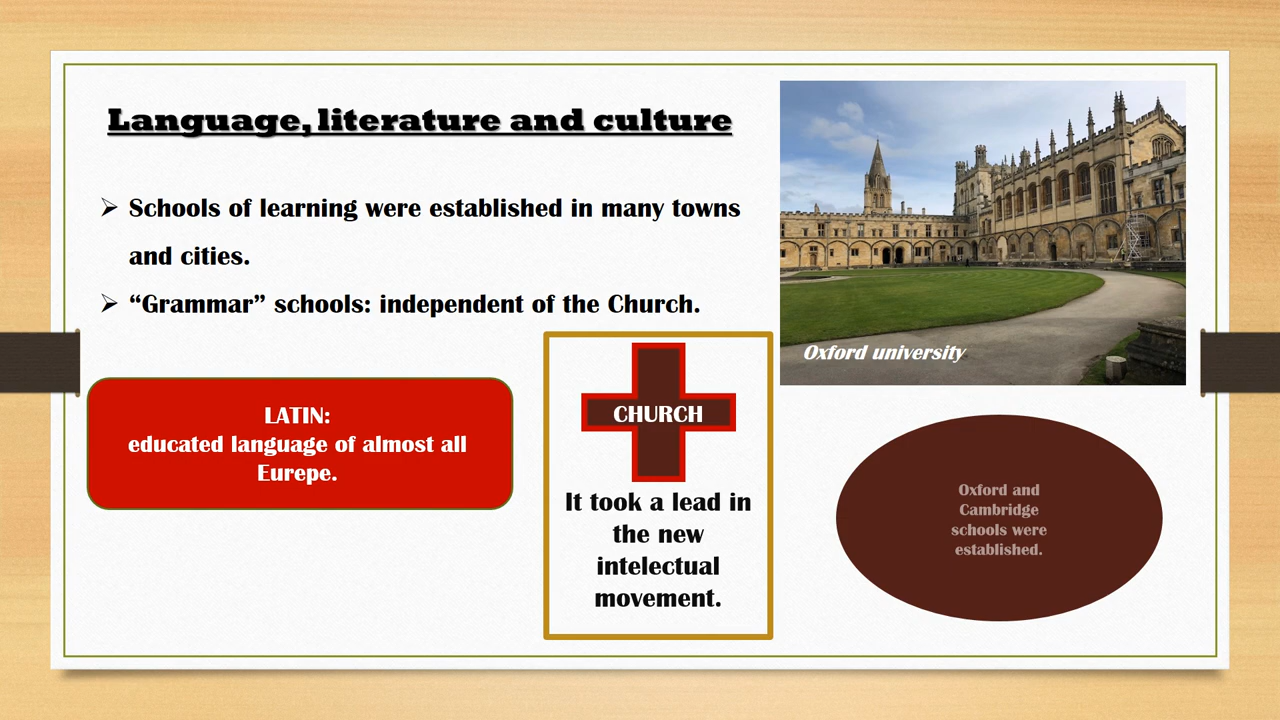 Language, literature and culture
➢ Schools of learning were established in many towns
and cities.
➢ “Grammar” schools: independent of the Church.
Oxford university
LATIN:
educated language of almost all
Eurepe.
CHURCH
It took a lead in
the new
intelectual
movement.
Oxford and
Cambridge
schools were
established.